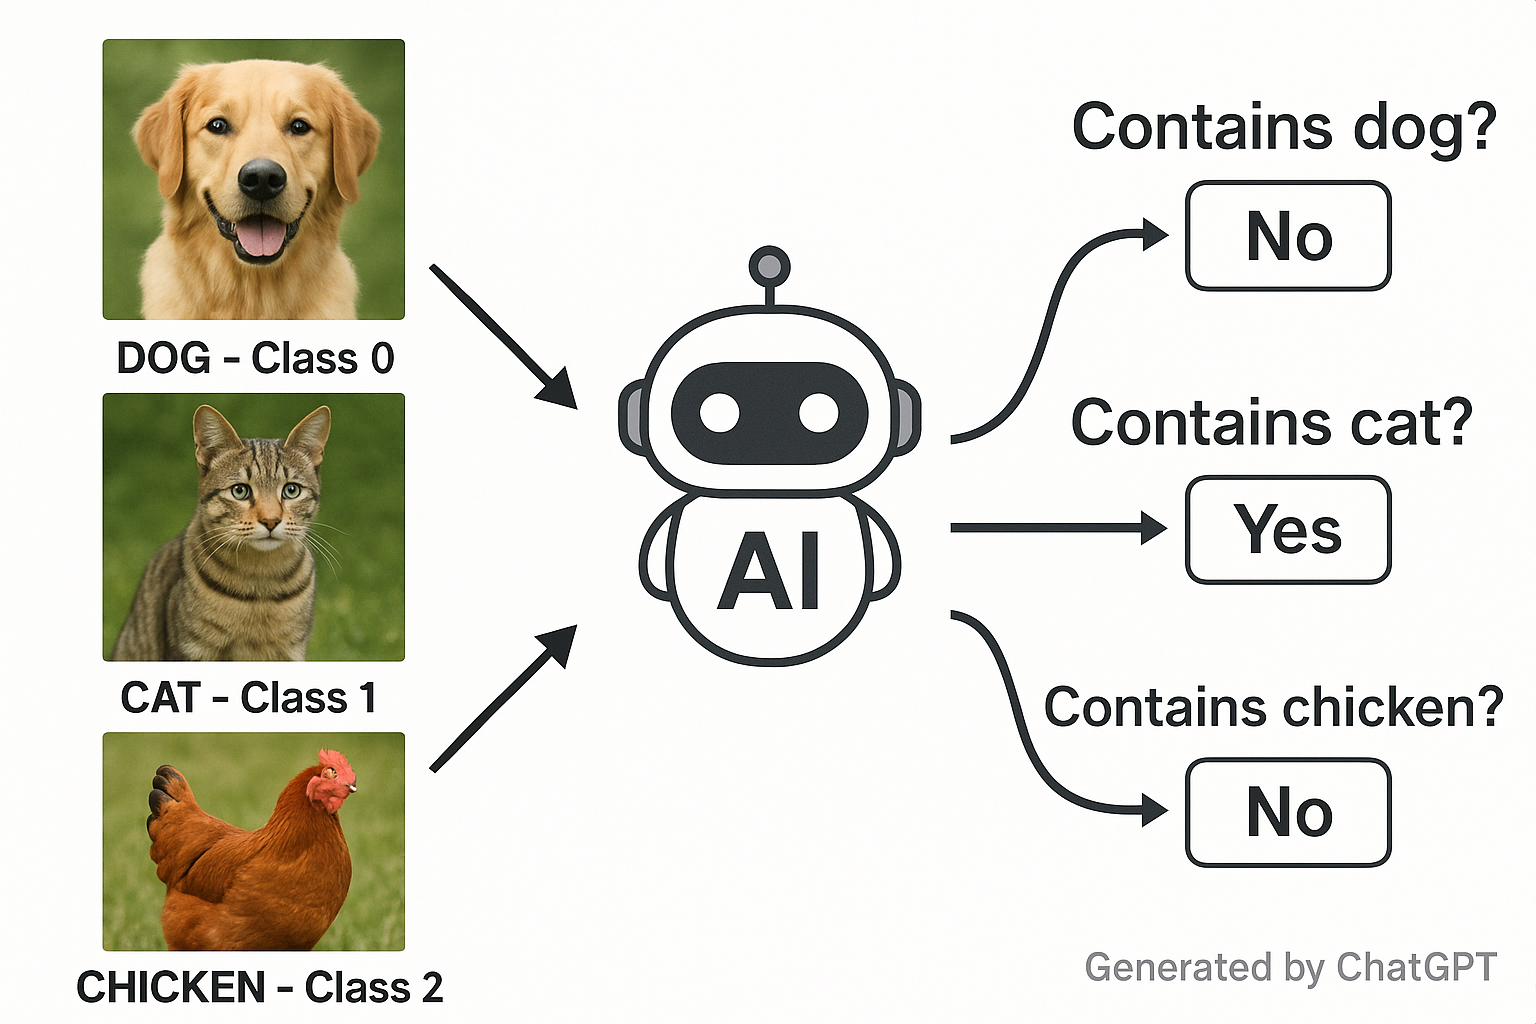 DOG - Class 0
CAT - Class 1
CHICKEN - Class 2
AI
Contains dog?
No
Contains cat?
Yes
Contains chicken?
No
Generated by ChatGPT